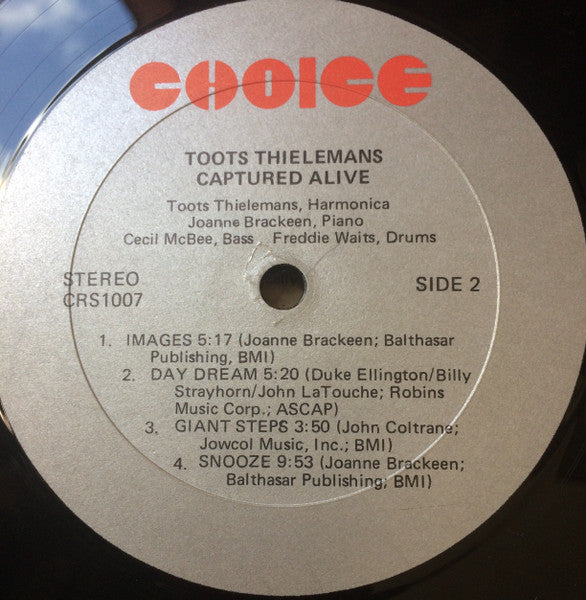 CHOICE
TOOTS THIELEMANS
CAPTURED ALIVE
Toots Thielemans, Harmonica
Joanne Brackeen, Piano
Cecil McBee, Bass Freddie Waits, Drums
STEREO
CRS1007
SIDE 2
1. IMAGES 5:17 (Joanne Brackeen; Balthasar
Publishing, BMI)
2. DAY DREAM 5:20 (Duke Ellington/Billy
Strayhorn/John LaTouche; Robins
Music Corp.; ASCAP)
3. GIANT STEPS 3:50 (John Coltrane;
Jowcol Music, Inc.; BMI)
4. SNOOZE 9:53 (Joanne Brackeen;
Balthasar Publishing; BMI)